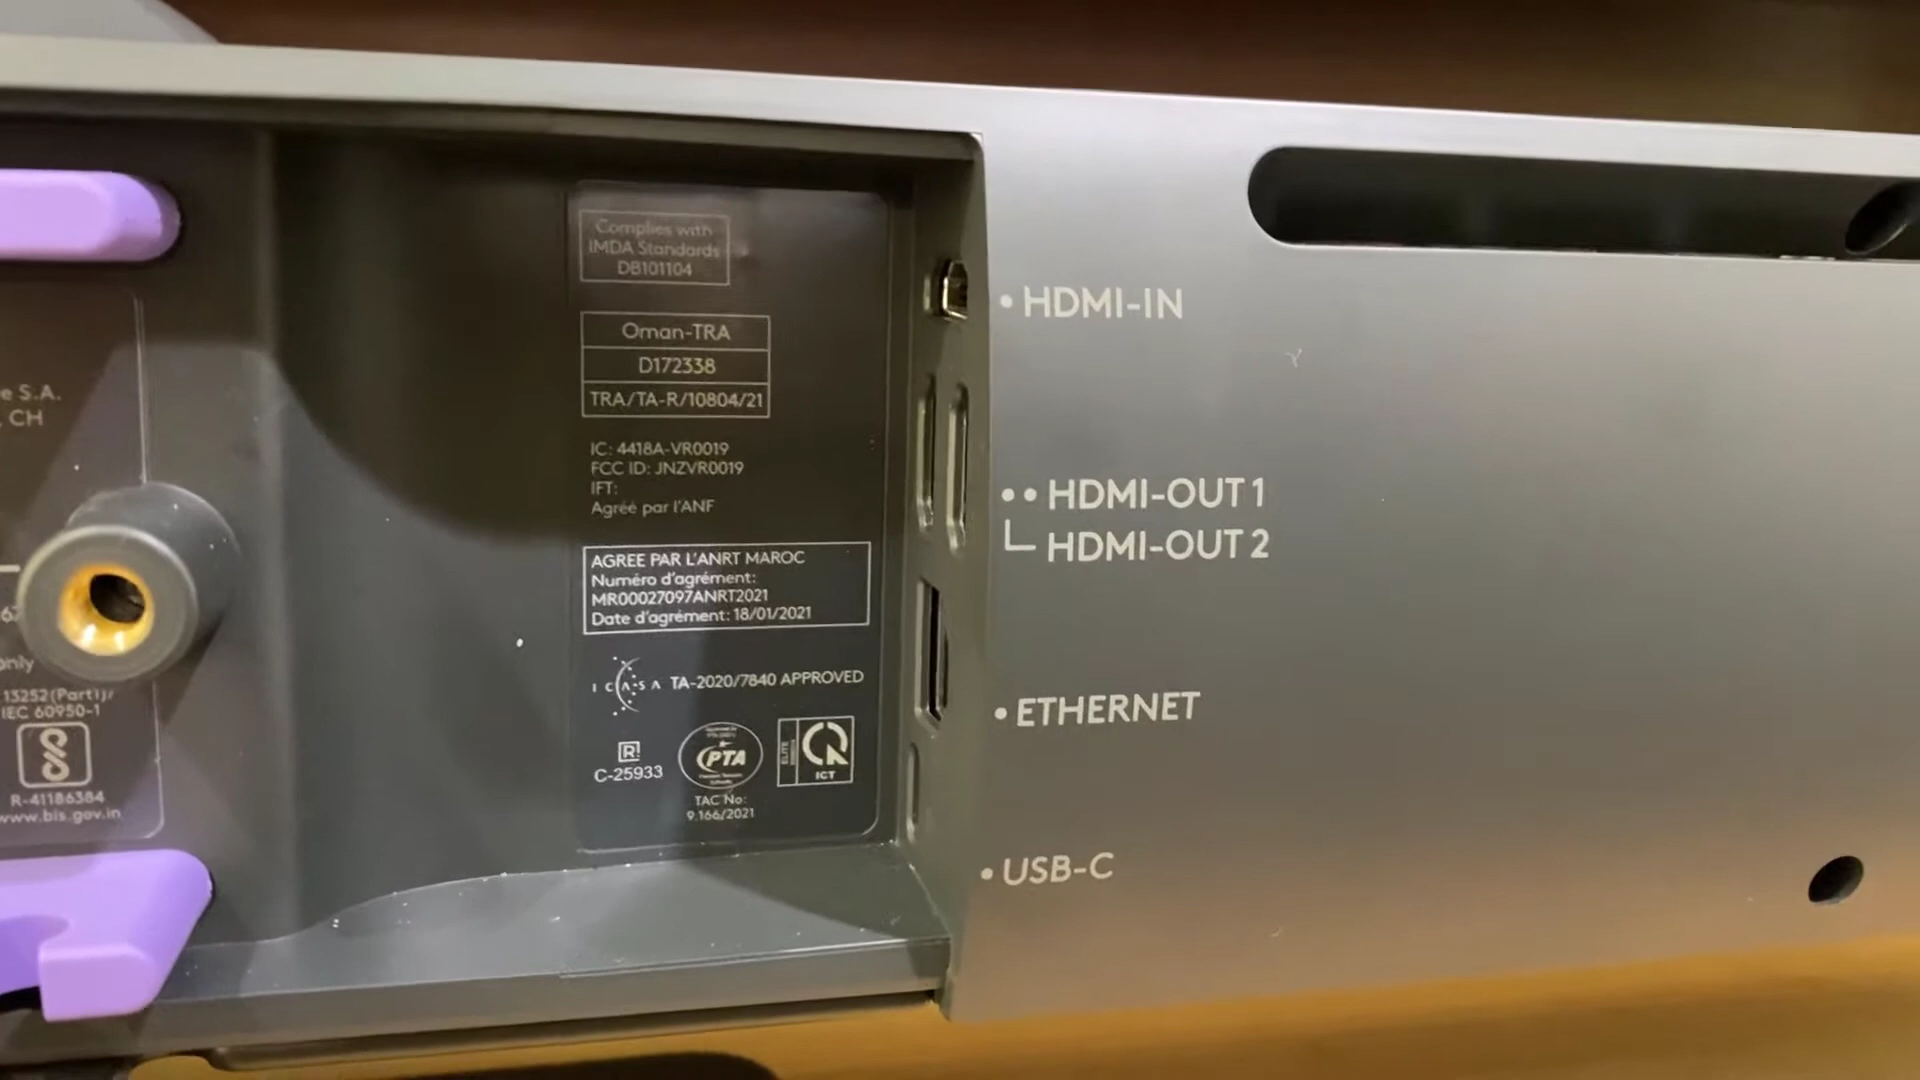 e S.A.
, CH
only
13252(Part1)/
IEC 60950-1
R-41186384
www.bis.gov.in
Complies with
IMDA Standards
DB101104
Oman-TRA
D172338
TRA/TA-R/10804/21
IC: 4418A-VR0019
FCC ID: JNZVR0019
IFT:
Agréé par l'ANF
AGREE PAR L'ANRT MAROC
Numéro d'agrément:
MR00027097ANRT2021
Date d'agrément: 18/01/2021
ICASA TA-2020/7840 APPROVED
R
C-25933
PTA
TAC No:
9.166/2021
ICT
• HDMI-IN
•• HDMI-OUT 1
HDMI-OUT 2
• ETHERNET
• USB-C